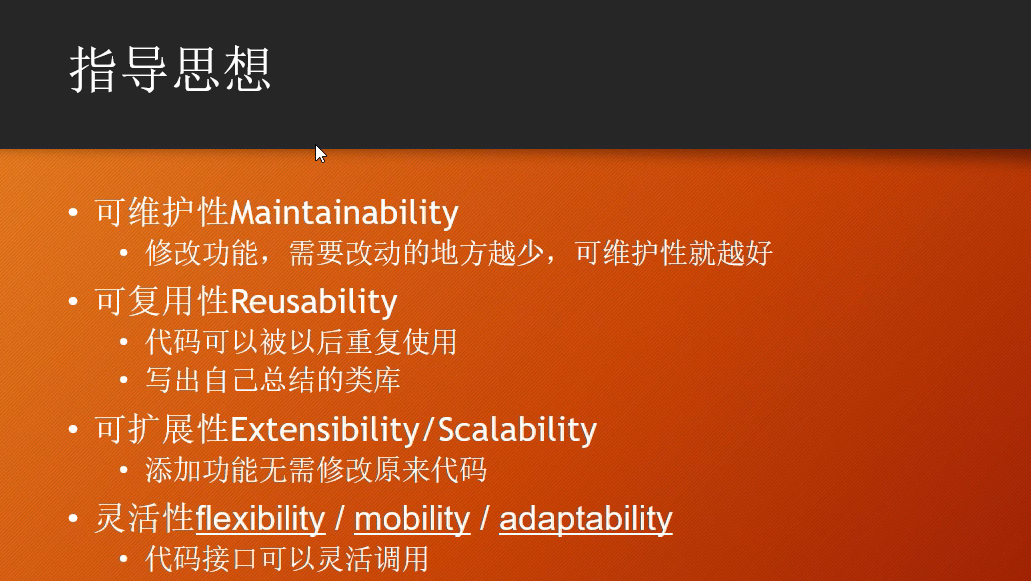 指导思想
• 可维护性Maintainability
• 修改功能，需要改动的地方越少，可维护性就越好
• 可复用性Reusability
• 代码可以被以后重复使用
• 写出自己总结的类库
• 可扩展性Extensibility/Scalability
• 添加功能无需修改原来代码
• 灵活性flexibility / mobility / adaptability
• 代码接口可以灵活调用